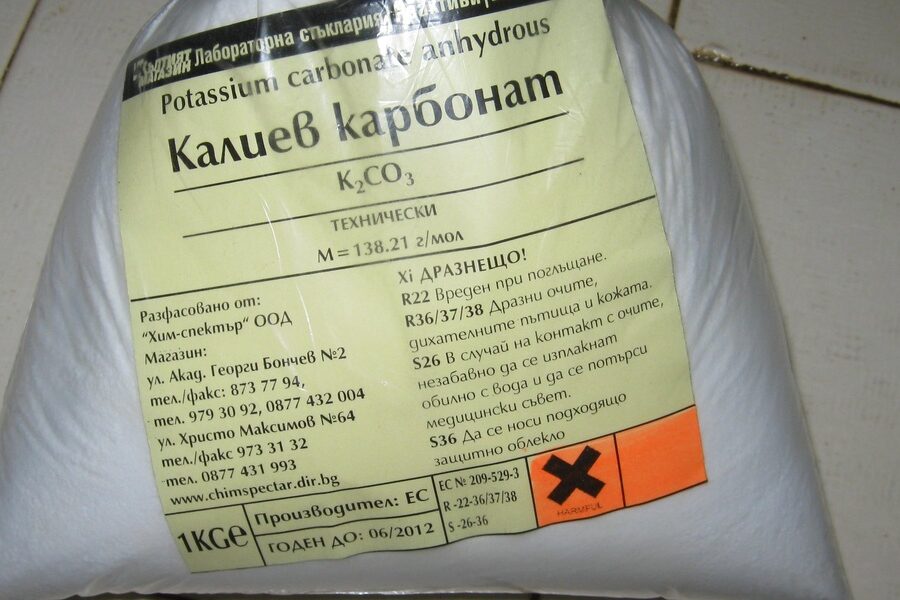 ЖЪЛТИЯТ
МАГАЗИН
Лабораторна стъклария
Potassium carbonate anhydrous
Калиев карбонат
K₂CO₃
ТЕХНИЧЕСКИ
M=138.21 г/мол
Разфасовано от:
"Хим-спектър" ООД
Магазин:
ул. Акад. Георги Бончев №2
тел./факс: 873 77 94,
тел. 979 30 92, 0877 432 004
ул. Христо Максимов №64
тел./факс 973 31 32
тел. 0877 431 993
www.chimspectar.dir.bg
Xi ДРАЗНЕЩО!
R22 Вреден при поглъщане.
R36/37/38 Дразни очите,
дихателните пътища и кожата.
S26 В случай на контакт с очите,
незабавно да се изплакнат
обилно с вода и да се потърси
медицински съвет.
S36 Да се носи подходящо
защитно облекло
1KGe
Производител: ЕС
ГОДЕН ДО: 06/2012
EC № 209-529-3
R -22-36/37/38
S -26-36
HARMFUL